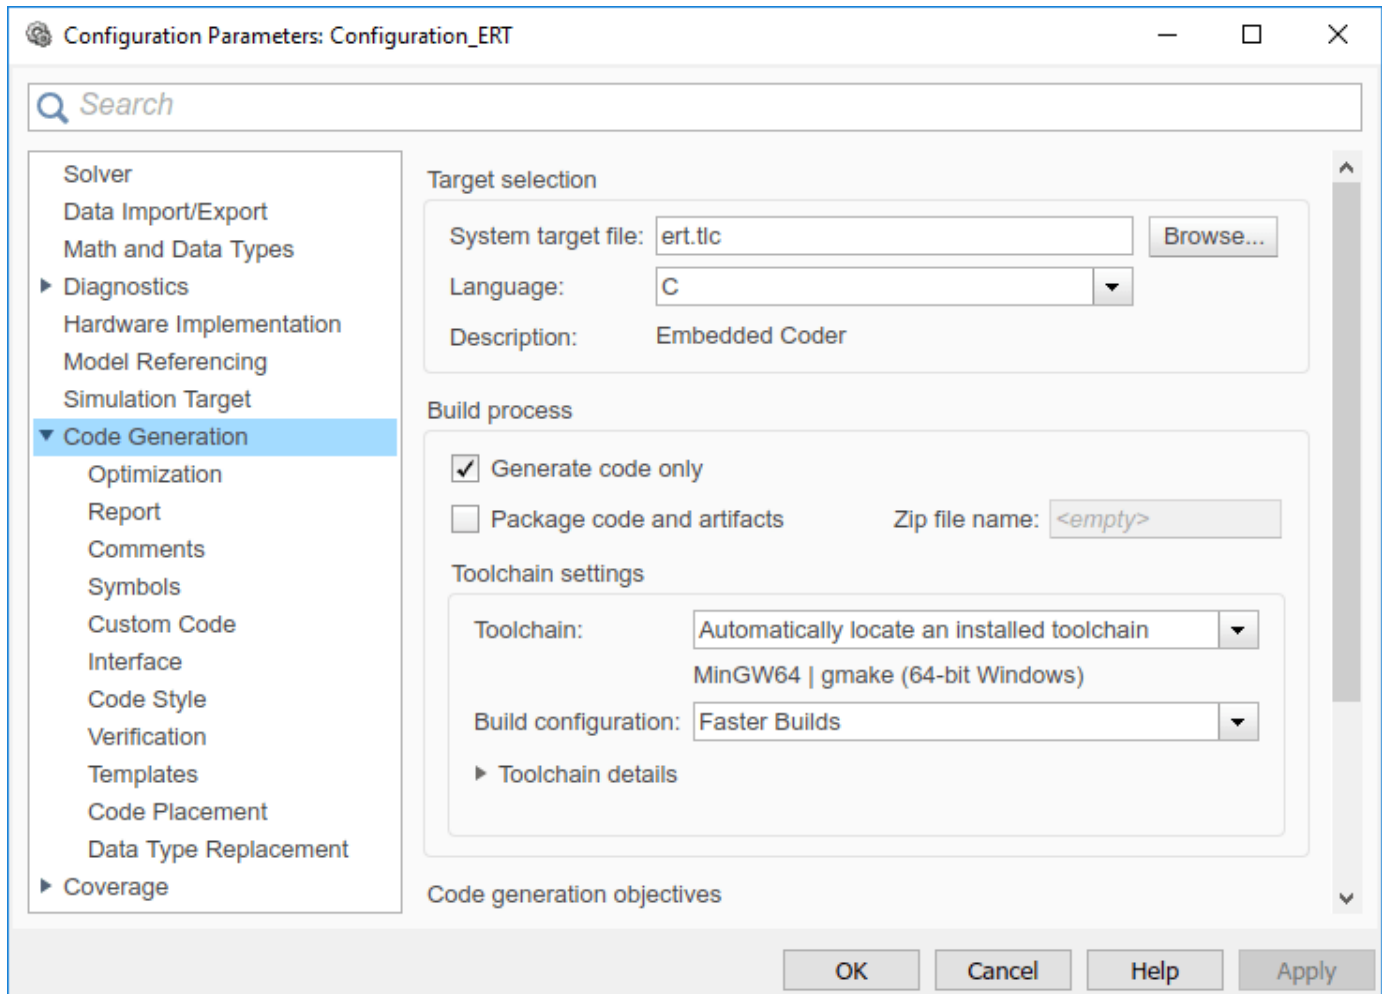 Configuration Parameters: Configuration_ERT
Search
Solver
Data Import/Export
Math and Data Types
Diagnostics
Hardware Implementation
Model Referencing
Simulation Target
Code Generation
Optimization
Report
Comments
Symbols
Custom Code
Interface
Code Style
Verification
Templates
Code Placement
Data Type Replacement
Coverage
Target selection
System target file: ert.tlc Browse...
Language: C
Description: Embedded Coder
Build process
Generate code only
Package code and artifacts Zip file name: <empty>
Toolchain settings
Toolchain: Automatically locate an installed toolchain
MinGW64 | gmake (64-bit Windows)
Build configuration: Faster Builds
Toolchain details
Code generation objectives
OK Cancel Help Apply